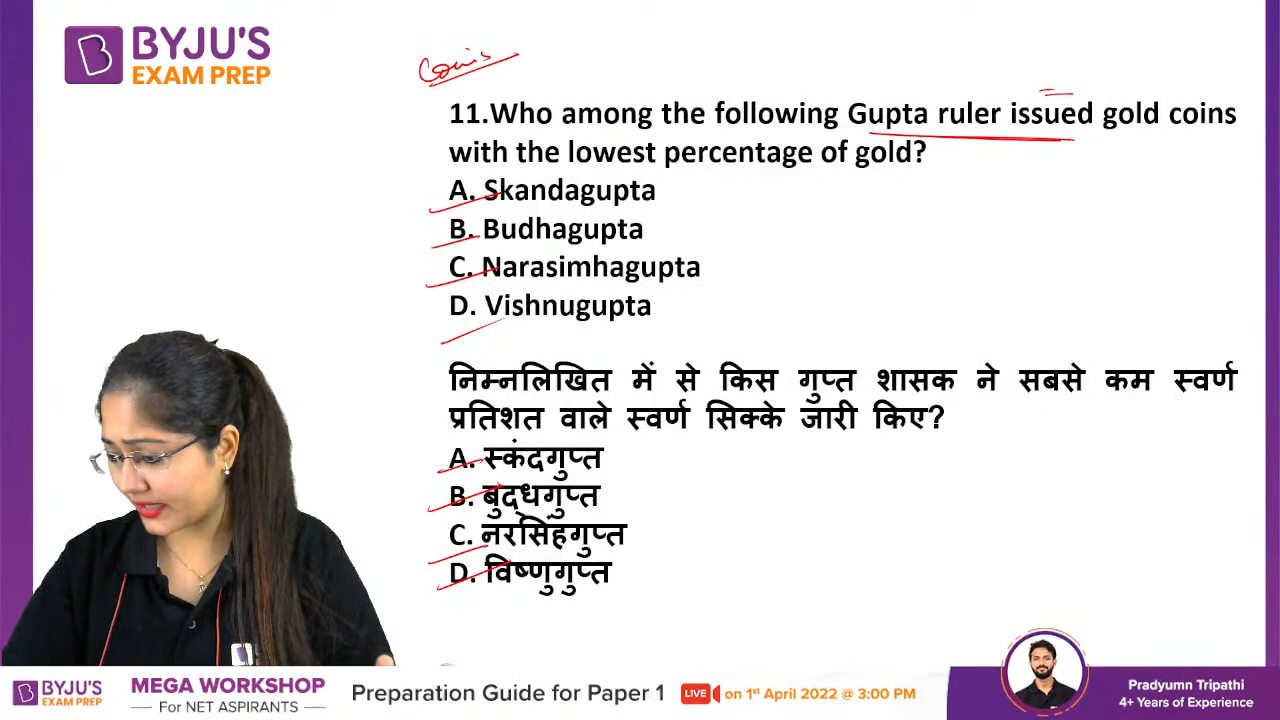 BYJU'S
EXAM PREP
Coins
11.Who among the following Gupta ruler issued gold coins
with the lowest percentage of gold?
A. Skandagupta
B. Budhagupta
C. Narasimhagupta
D. Vishnugupta
निम्नलिखित में से किस गुप्त शासक ने सबसे कम स्वर्ण
प्रतिशत वाले स्वर्ण सिक्के जारी किए?
A. स्कंदगुप्त
B. बुद्धगुप्त
C. नरसिंहगुप्त
D. विष्णुगुप्त
BYJU'S
EXAM PREP
MEGA WORKSHOP
For NET ASPIRANTS
Preparation Guide for Paper 1
LIVE
on 1st April 2022 @ 3:00 PM
Pradyumn Tripathi
4+ Years of Experience